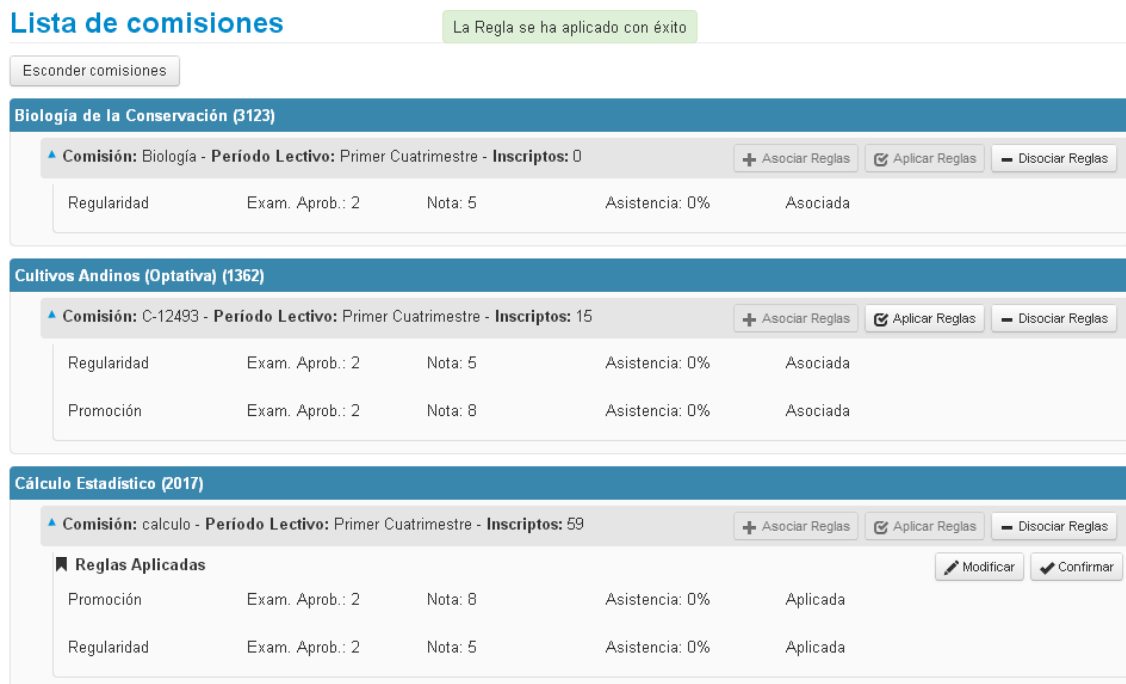 Lista de comisiones
La Regla se ha aplicado con éxito
Esconder comisiones
Biología de la Conservación (3123)
Comisión: Biología - Período Lectivo: Primer Cuatrimestre - Inscriptos: 0 Asociar Reglas Aplicar Reglas Disociar Reglas
Regularidad Exam. Aprob.: 2 Nota: 5 Asistencia: 0% Asociada
Cultivos Andinos (Optativa) (1362)
Comisión: C-12493 - Período Lectivo: Primer Cuatrimestre - Inscriptos: 15 Asociar Reglas Aplicar Reglas Disociar Reglas
Regularidad Exam. Aprob.: 2 Nota: 5 Asistencia: 0% Asociada
Promoción Exam. Aprob.: 2 Nota: 8 Asistencia: 0% Asociada
Cálculo Estadístico (2017)
Comisión: calculo - Período Lectivo: Primer Cuatrimestre - Inscriptos: 59 Asociar Reglas Aplicar Reglas Disociar Reglas
Reglas Aplicadas Modificar Confirmar
Promoción Exam. Aprob.: 2 Nota: 8 Asistencia: 0% Aplicada
Regularidad Exam. Aprob.: 2 Nota: 5 Asistencia: 0% Aplicada